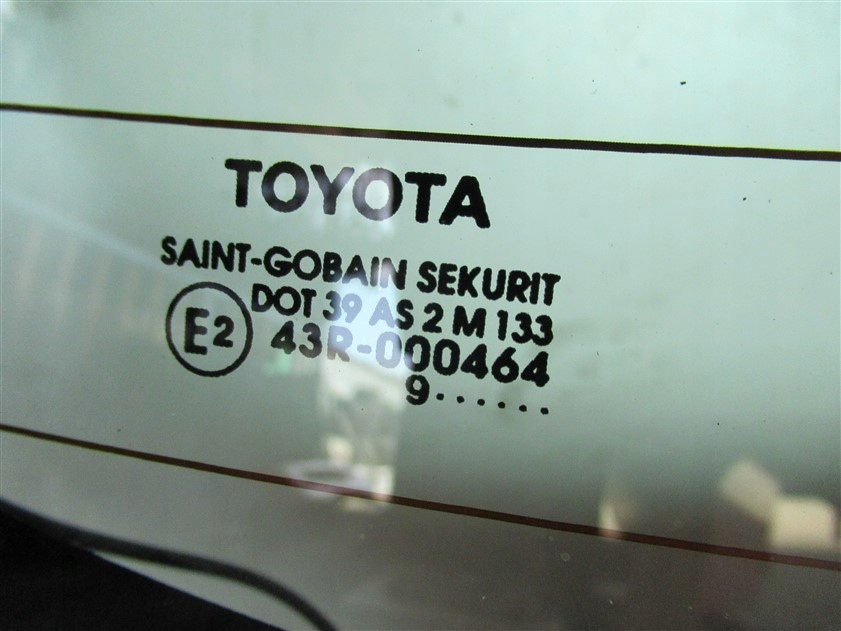 TOYOTA
SAINT-GOBAIN SEKURIT
DOT 39 AS 2 M 133
E2 43R-000464
9······